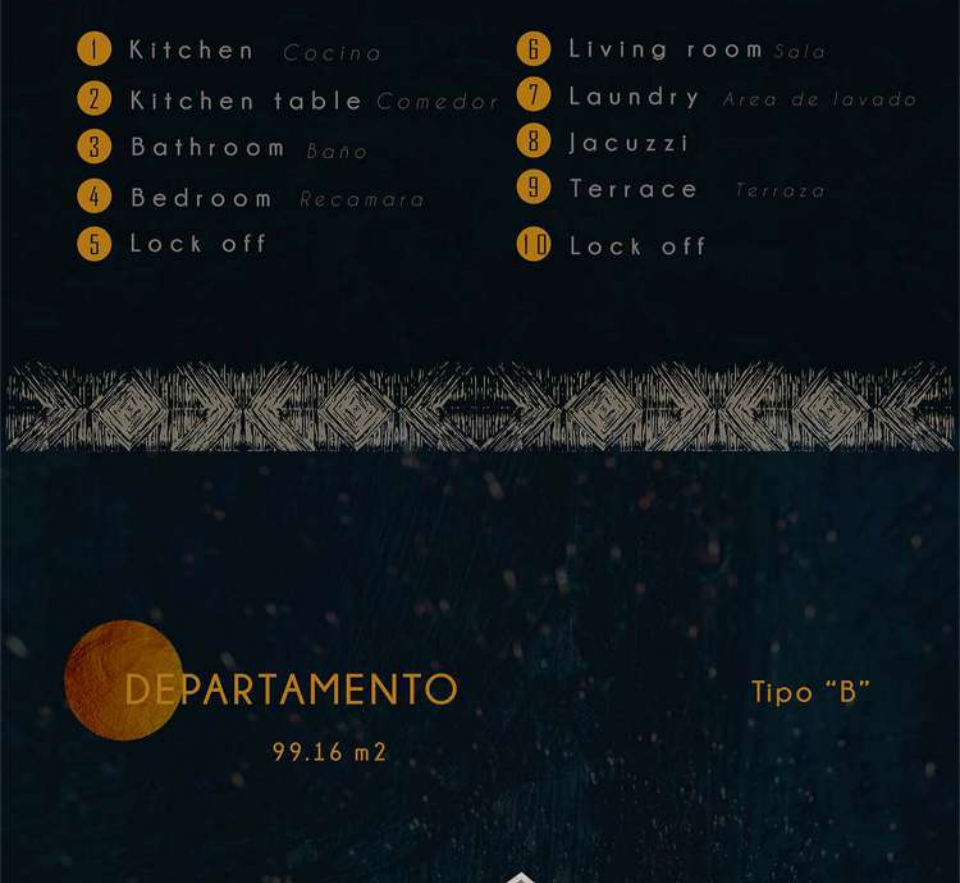 1 Kitchen Cocina
2 Kitchen table Comedor
3 Bathroom Baño
4 Bedroom Recamara
5 Lock off
6 Living room Sala
7 Laundry Area de lavado
8 Jacuzzi
9 Terrace Terraza
10 Lock off
DEPARTAMENTO
Tipo “B”
99.16 m2